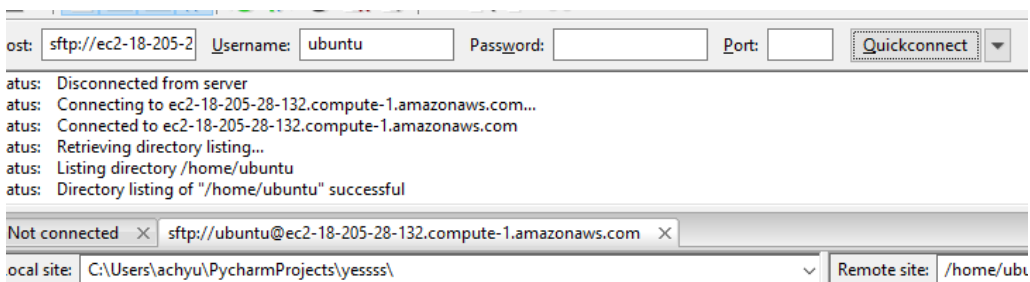 ost: sftp://ec2-18-205-2 Username: ubuntu Password: Port: Quickconnect
atus: Disconnected from server
atus: Connecting to ec2-18-205-28-132.compute-1.amazonaws.com...
atus: Connected to ec2-18-205-28-132.compute-1.amazonaws.com
atus: Retrieving directory listing...
atus: Listing directory /home/ubuntu
atus: Directory listing of "/home/ubuntu" successful
Not connected sftp://ubuntu@ec2-18-205-28-132.compute-1.amazonaws.com
ocal site: C:\Users\achyu\PycharmProjects\yessss\ Remote site: /home/ubu